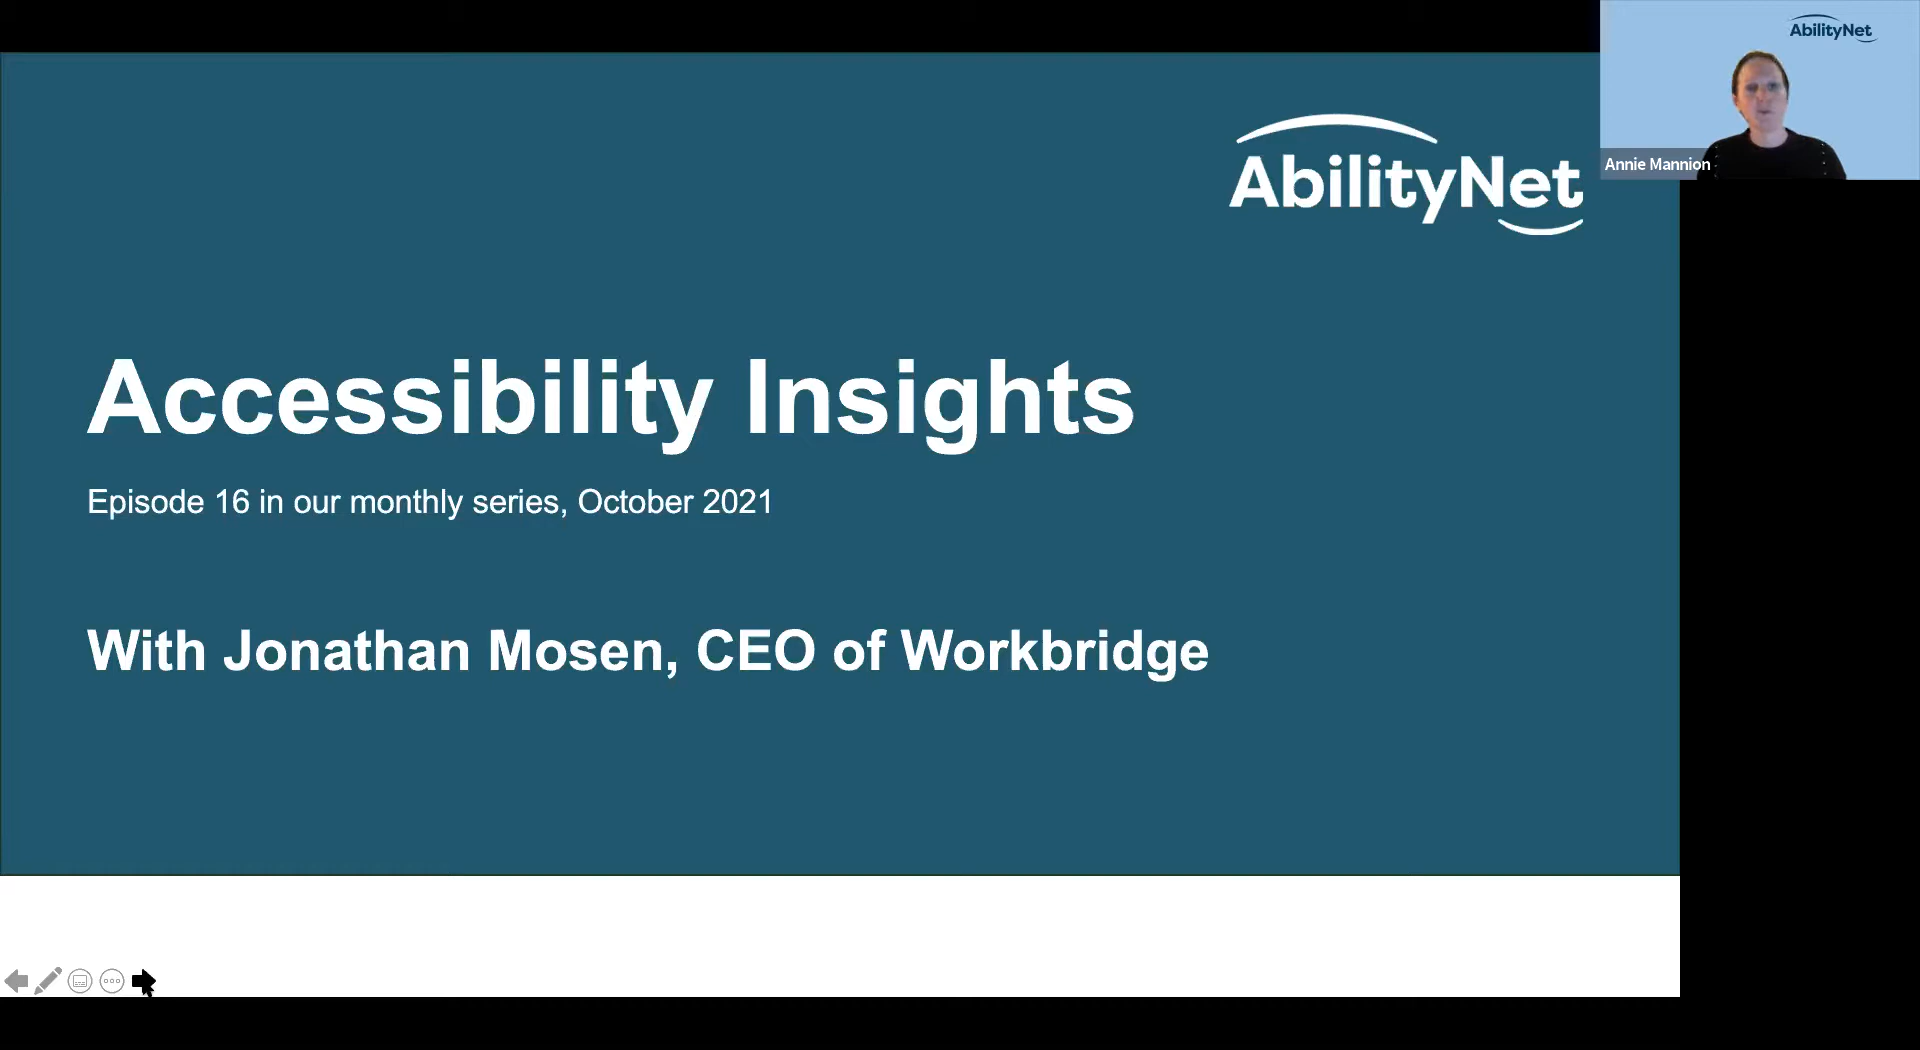 AbilityNet
Annie Mannion
AbilityNet
Accessibility Insights
Episode 16 in our monthly series, October 2021
With Jonathan Mosen, CEO of Workbridge